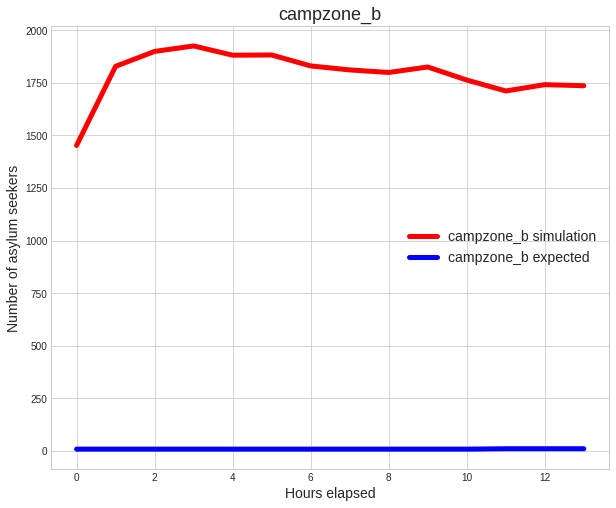 campzone_b
2000
1750
1500
1250
1000
750
500
250
0
Number of asylum seekers
campzone_b simulation
campzone_b expected
0 2 4 6 8 10 12
Hours elapsed